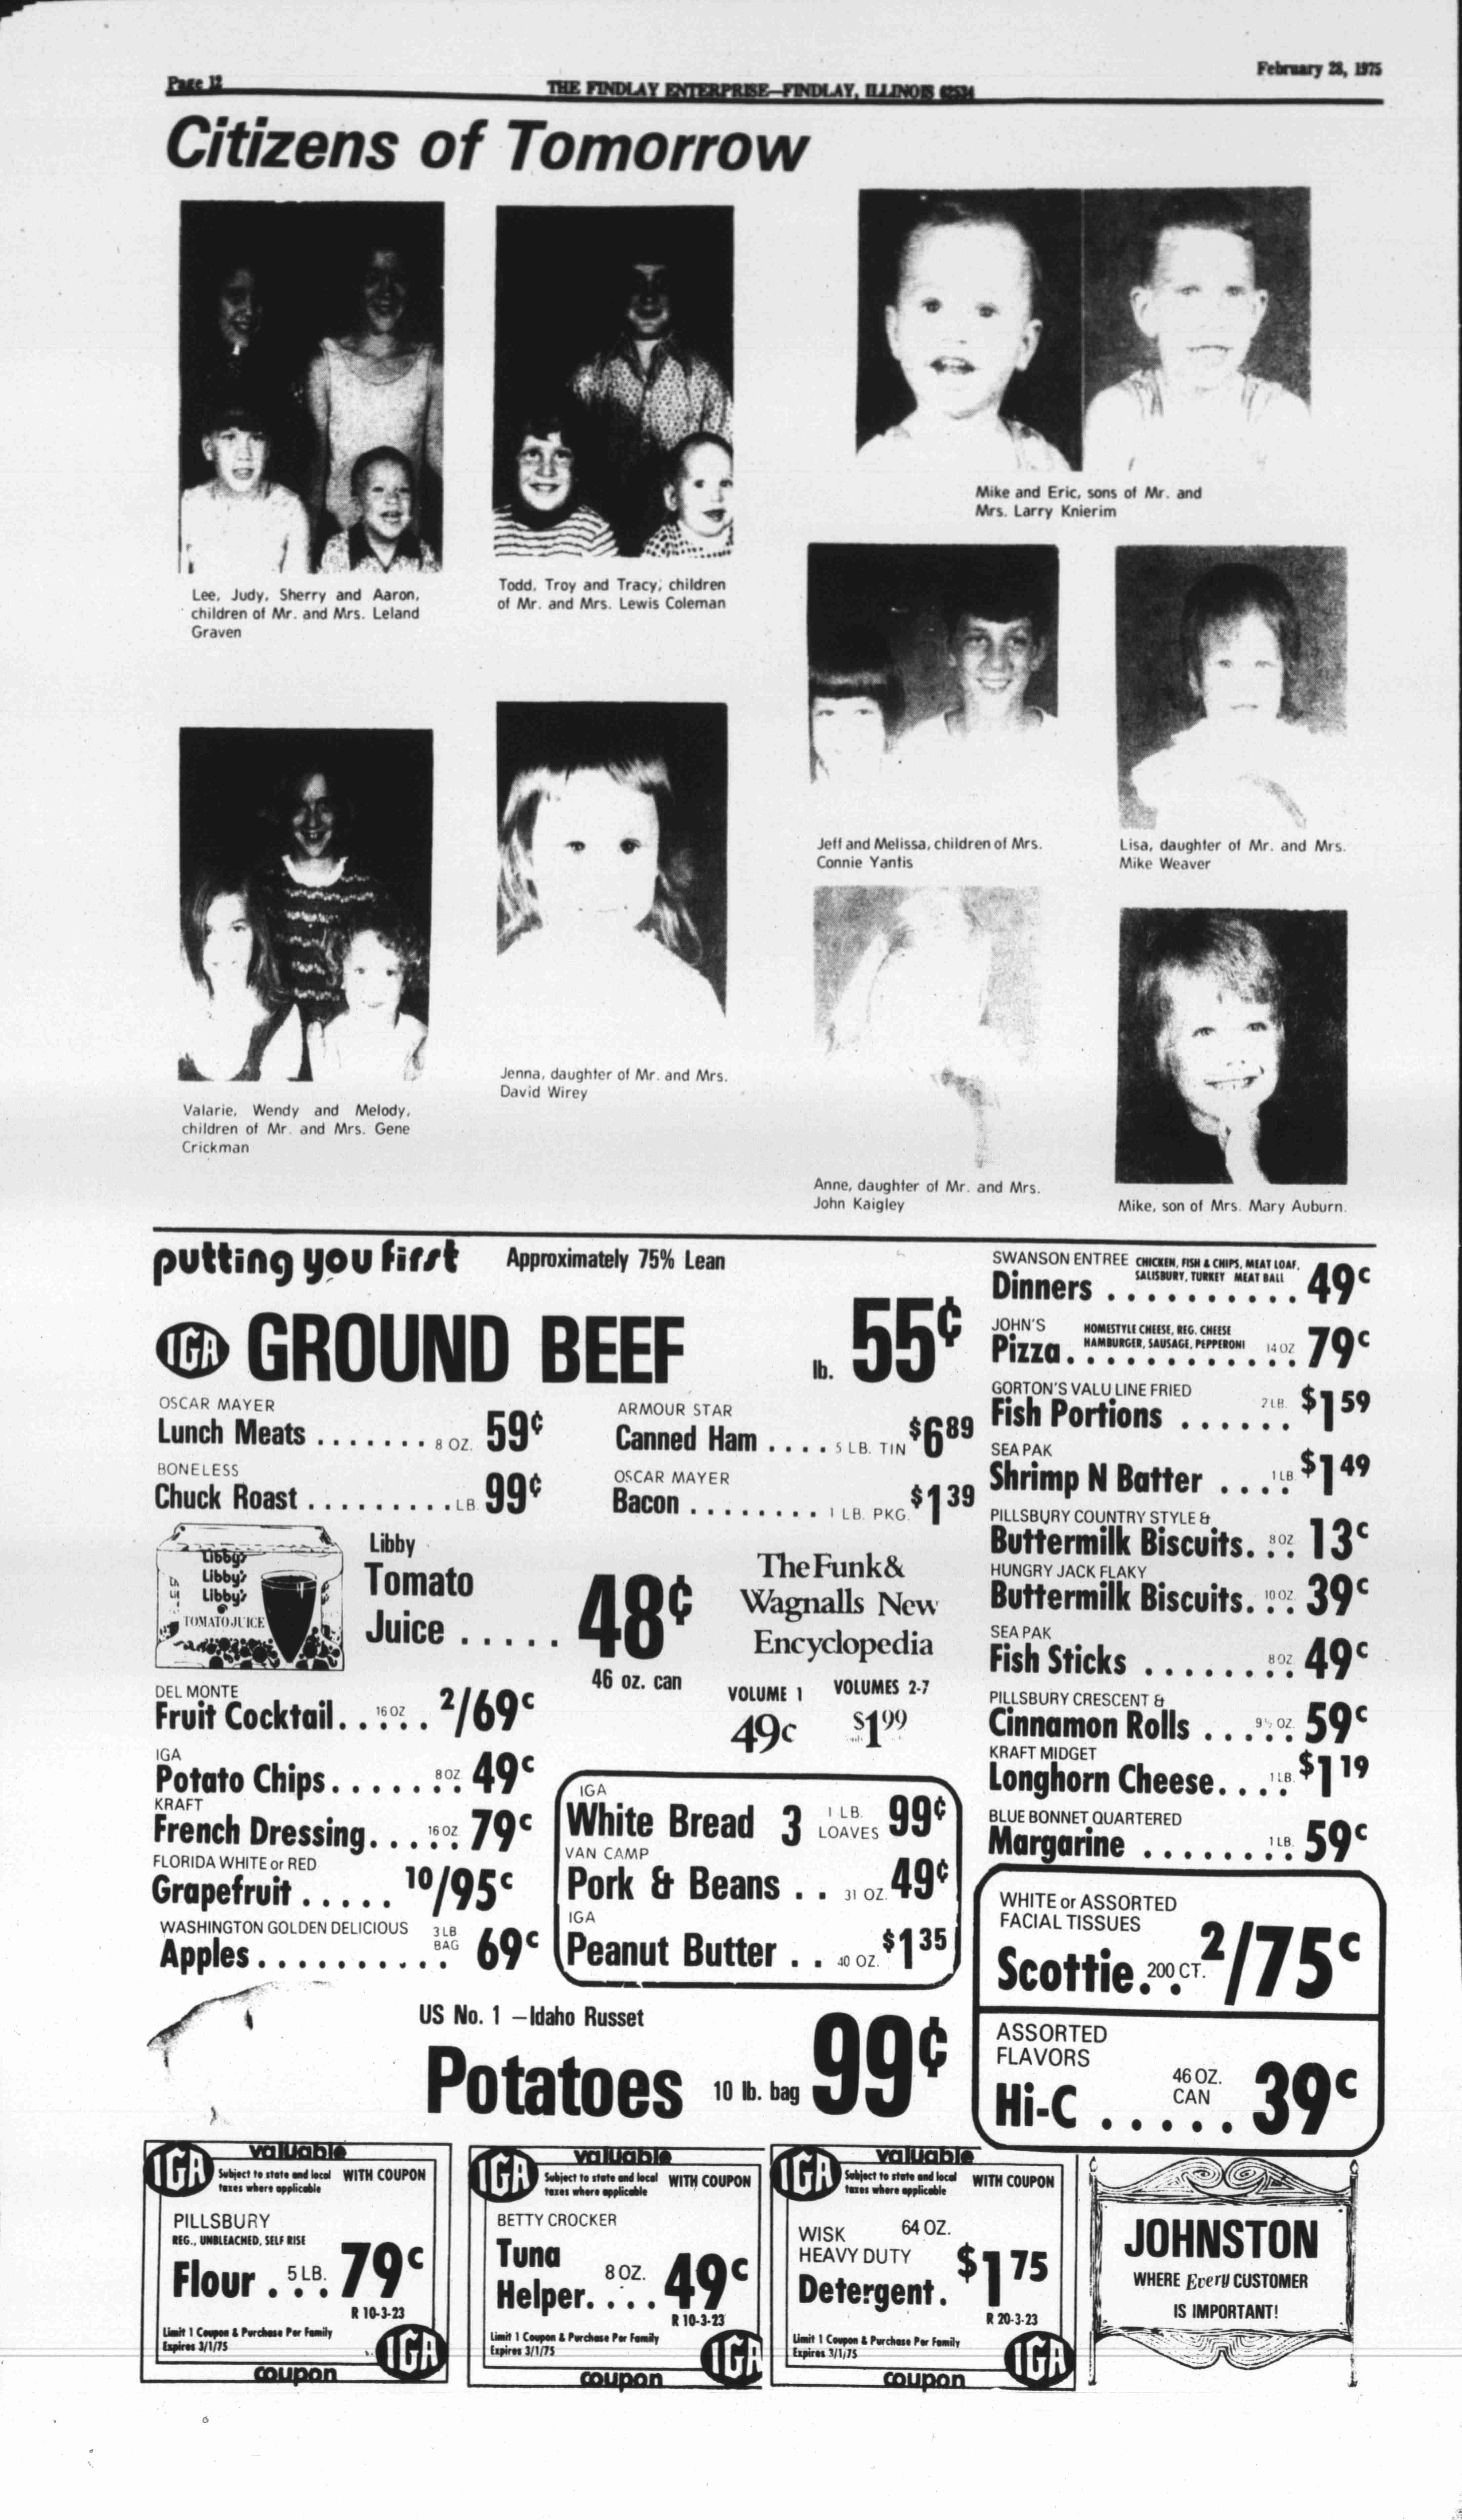 Page 12
THE FINDLAY ENTERPRISE—FINDLAY, ILLINOIS 62534
February 28, 1975
Citizens of Tomorrow
Lee, Judy, Sherry and Aaron,
children of Mr. and Mrs. Leland
Graven
Todd, Troy and Tracy, children
of Mr. and Mrs. Lewis Coleman
Mike and Eric, sons of Mr. and
Mrs. Larry Knierim
Jeff and Melissa, children of Mrs.
Connie Yantis
Lisa, daughter of Mr. and Mrs.
Mike Weaver
Valarie, Wendy and Melody,
children of Mr. and Mrs. Gene
Crickman
Jenna, daughter of Mr. and Mrs.
David Wirey
Anne, daughter of Mr. and Mrs.
John Kaigley
Mike, son of Mrs. Mary Auburn.
putting you first
Approximately 75% Lean
IGA GROUND BEEF lb. 55¢
OSCAR MAYER
Lunch Meats ....... 8 OZ. 59¢
BONELESS
Chuck Roast ......... LB. 99¢
ARMOUR STAR
Canned Ham .... 5 LB. TIN $6 89
OSCAR MAYER
Bacon ........ 1 LB. PKG. $1 39
Libby's
Libby's
Libby's
TOMATO JUICE
Libby
Tomato
Juice ..... 48¢
46 oz. can
The Funk &
Wagnalls New
Encyclopedia
VOLUME 1 VOLUMES 2-7
49c $1 99
DEL MONTE
Fruit Cocktail. . 16 OZ . . 2/69c
IGA
Potato Chips. . . . . . 8 OZ 49c
KRAFT
French Dressing. . . . 16 OZ 79c
FLORIDA WHITE or RED
Grapefruit ..... 10/95c
WASHINGTON GOLDEN DELICIOUS 3 LB
BAG
Apples. . . . . . . . . . 69c
IGA
White Bread 3 1 LB.
LOAVES 99¢
VAN CAMP
Pork & Beans . . 31 OZ. 49¢
IGA
Peanut Butter . . 40 OZ. $1 35
US No. 1 —Idaho Russet
Potatoes 10 lb. bag 99¢
SWANSON ENTREE CHICKEN, FISH & CHIPS, MEAT LOAF,
SALISBURY, TURKEY MEAT BALL
Dinners .......... 49c
JOHN'S HOMESTYLE CHEESE, REG. CHEESE
HAMBURGER, SAUSAGE, PEPPERONI
Pizza. . . . . . . . . . . . 14 OZ 79c
GORTON'S VALU LINE FRIED
Fish Portions ...... 2 LB. $1 59
SEA PAK
Shrimp N Batter .... 1 LB. $1 49
PILLSBURY COUNTRY STYLE &
Buttermilk Biscuits. . . 8 OZ. 13c
HUNGRY JACK FLAKY
Buttermilk Biscuits. . . 10 OZ. 39c
SEA PAK
Fish Sticks ........ 8 OZ. 49c
PILLSBURY CRESCENT &
Cinnamon Rolls ..... 9½ OZ. 59c
KRAFT MIDGET
Longhorn Cheese. . . . 1 LB. $1 19
BLUE BONNET QUARTERED
Margarine ........ 1 LB. 59c
WHITE or ASSORTED
FACIAL TISSUES
Scottie. . . 200 CT. 2/75c
ASSORTED
FLAVORS
Hi-C ..... 46 OZ.
CAN 39c
IGA valuable
Subject to state and local
taxes where applicable
WITH COUPON
PILLSBURY
REG., UNBLEACHED, SELF RISE
Flour . . . 5 LB. 79c
R 10-3-23
Limit 1 Coupon & Purchase Per Family
Expires 3/1/75
coupon IGA
IGA valuable
Subject to state and local
taxes where applicable
WITH COUPON
BETTY CROCKER
Tuna
Helper. . . . 8 OZ. 49c
R 10-3-23
Limit 1 Coupon & Purchase Per Family
Expires 3/1/75
coupon IGA
IGA valuable
Subject to state and local
taxes where applicable
WITH COUPON
WISK 64 OZ.
HEAVY DUTY
Detergent. $1 75
R 20-3-23
Limit 1 Coupon & Purchase Per Family
Expires 3/1/75
coupon IGA
JOHNSTON
WHERE Every CUSTOMER
IS IMPORTANT!